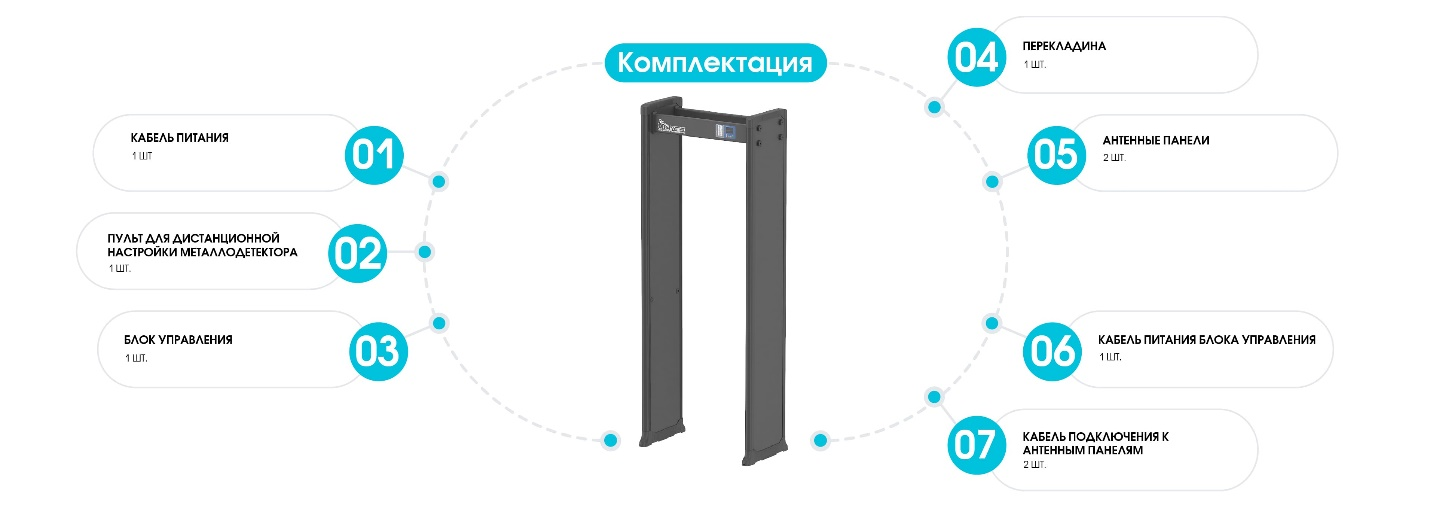 Комплектация
01
КАБЕЛЬ ПИТАНИЯ
1 ШТ
02
ПУЛЬТ ДЛЯ ДИСТАНЦИОННОЙ
НАСТРОЙКИ МЕТАЛЛОДЕТЕКТОРА
1 ШТ.
03
БЛОК УПРАВЛЕНИЯ
1 ШТ.
04
ПЕРЕКЛАДИНА
1 ШТ.
05
АНТЕННЫЕ ПАНЕЛИ
2 ШТ.
06
КАБЕЛЬ ПИТАНИЯ БЛОКА УПРАВЛЕНИЯ
1 ШТ.
07
КАБЕЛЬ ПОДКЛЮЧЕНИЯ К
АНТЕННЫМ ПАНЕЛЯМ
2 ШТ.